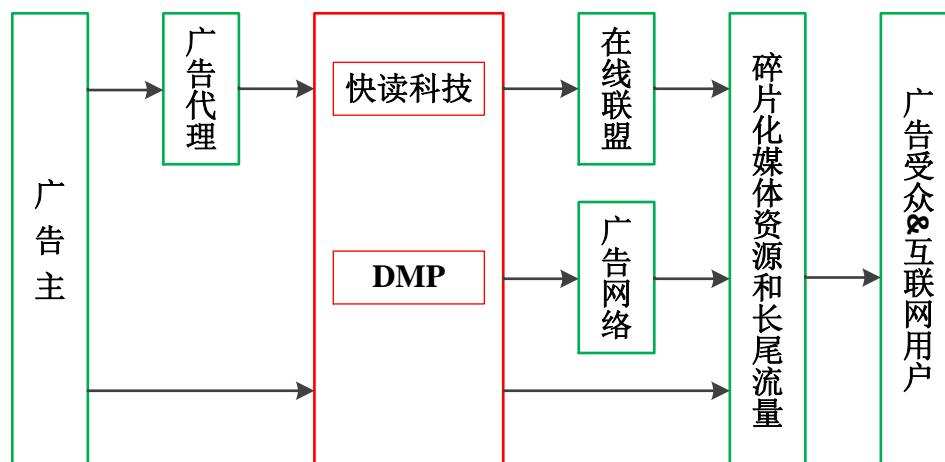 广告主
广告代理
快读科技
DMP
在线联盟
广告网络
碎片化媒体资源和长尾流量
广告受众&互联网用户